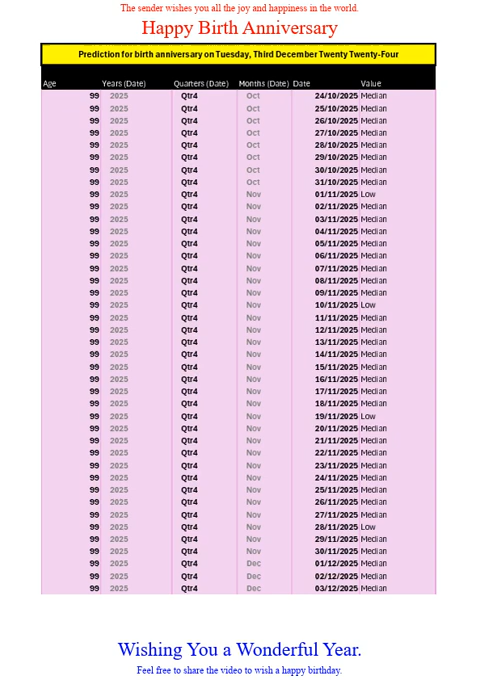 The sender wishes you all the joy and happiness in the world.
Happy Birth Anniversary
Prediction for birth anniversary on Tuesday, Third December Twenty Twenty-Four
Age Years (Date) Quarters (Date) Months (Date) Date Value
99 2025 Qtr4 Oct 24/10/2025 Median
99 2025 Qtr4 Oct 25/10/2025 Median
99 2025 Qtr4 Oct 26/10/2025 Median
99 2025 Qtr4 Oct 27/10/2025 Median
99 2025 Qtr4 Oct 28/10/2025 Median
99 2025 Qtr4 Oct 29/10/2025 Median
99 2025 Qtr4 Oct 30/10/2025 Median
99 2025 Qtr4 Oct 31/10/2025 Median
99 2025 Qtr4 Nov 01/11/2025 Low
99 2025 Qtr4 Nov 02/11/2025 Median
99 2025 Qtr4 Nov 03/11/2025 Median
99 2025 Qtr4 Nov 04/11/2025 Median
99 2025 Qtr4 Nov 05/11/2025 Median
99 2025 Qtr4 Nov 06/11/2025 Median
99 2025 Qtr4 Nov 07/11/2025 Median
99 2025 Qtr4 Nov 08/11/2025 Median
99 2025 Qtr4 Nov 09/11/2025 Median
99 2025 Qtr4 Nov 10/11/2025 Low
99 2025 Qtr4 Nov 11/11/2025 Median
99 2025 Qtr4 Nov 12/11/2025 Median
99 2025 Qtr4 Nov 13/11/2025 Median
99 2025 Qtr4 Nov 14/11/2025 Median
99 2025 Qtr4 Nov 15/11/2025 Median
99 2025 Qtr4 Nov 16/11/2025 Median
99 2025 Qtr4 Nov 17/11/2025 Median
99 2025 Qtr4 Nov 18/11/2025 Median
99 2025 Qtr4 Nov 19/11/2025 Low
99 2025 Qtr4 Nov 20/11/2025 Median
99 2025 Qtr4 Nov 21/11/2025 Median
99 2025 Qtr4 Nov 22/11/2025 Median
99 2025 Qtr4 Nov 23/11/2025 Median
99 2025 Qtr4 Nov 24/11/2025 Median
99 2025 Qtr4 Nov 25/11/2025 Median
99 2025 Qtr4 Nov 26/11/2025 Median
99 2025 Qtr4 Nov 27/11/2025 Median
99 2025 Qtr4 Nov 28/11/2025 Low
99 2025 Qtr4 Nov 29/11/2025 Median
99 2025 Qtr4 Nov 30/11/2025 Median
99 2025 Qtr4 Dec 01/12/2025 Median
99 2025 Qtr4 Dec 02/12/2025 Median
99 2025 Qtr4 Dec 03/12/2025 Median
Wishing You a Wonderful Year.
Feel free to share the video to wish a happy birthday.